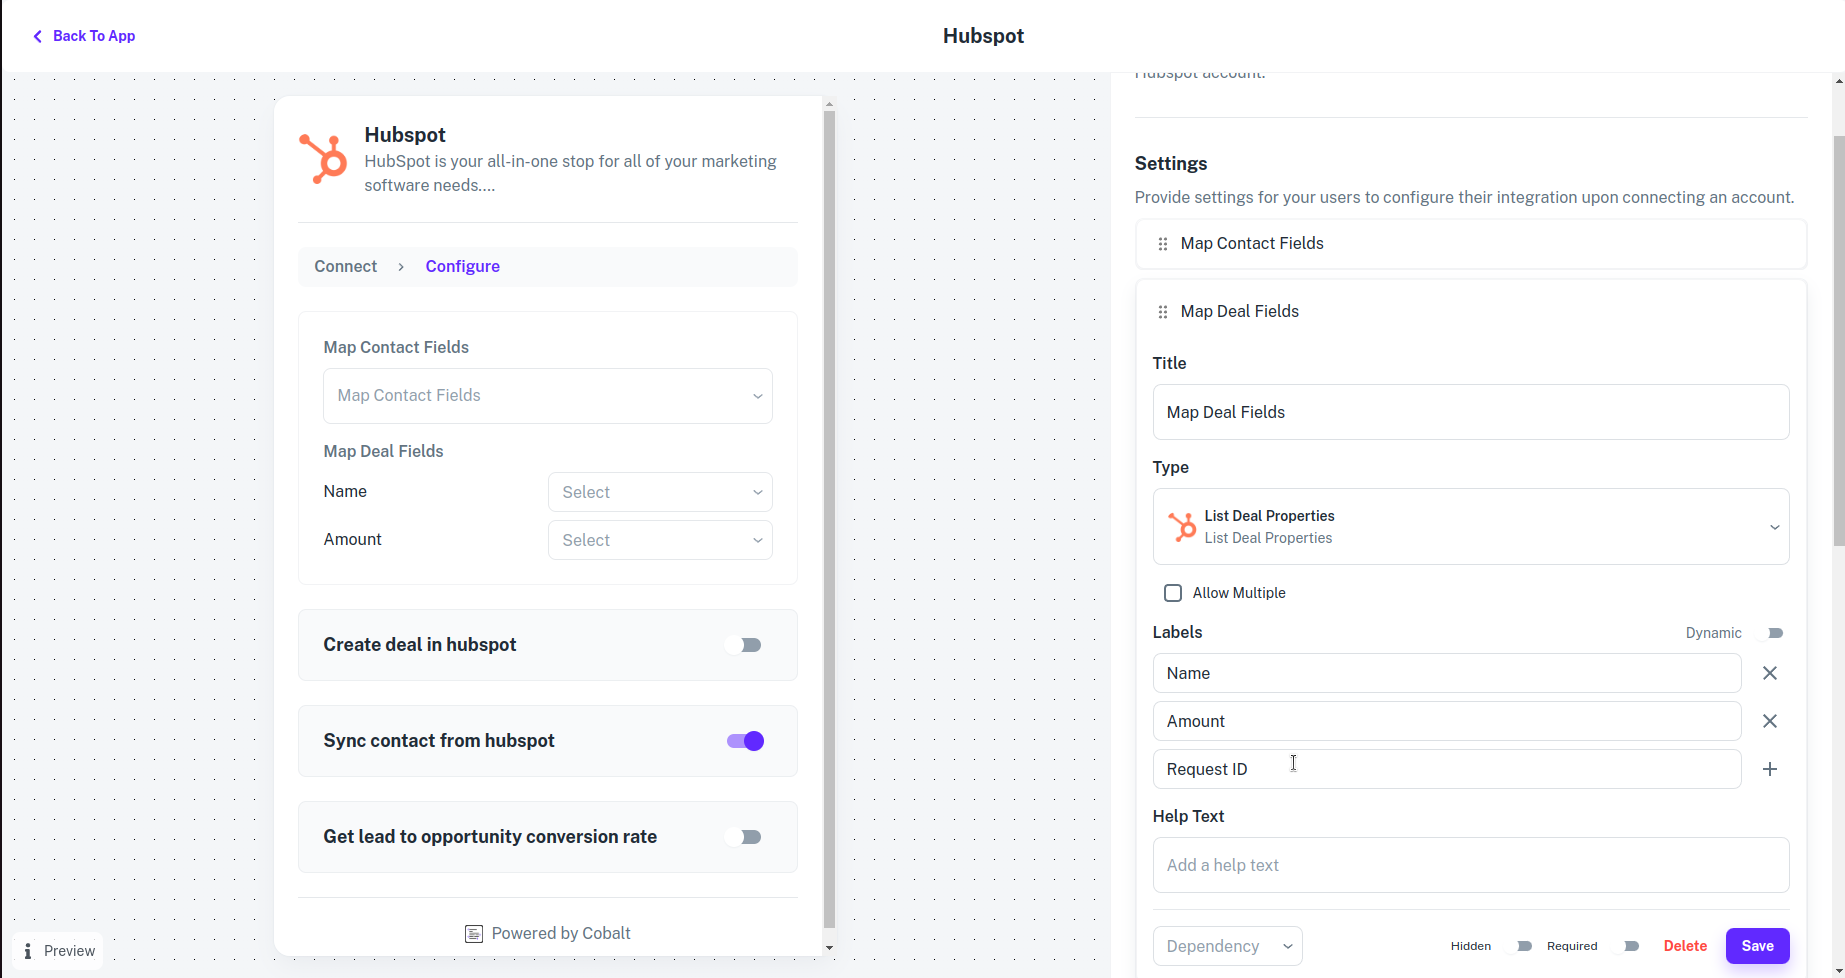 Back To App
Hubspot
Hubspot
HubSpot is your all-in-one stop for all of your marketing
software needs....
Connect
Configure
Map Contact Fields
Map Contact Fields
Map Deal Fields
Name
Select
Amount
Select
Create deal in hubspot
Sync contact from hubspot
Get lead to opportunity conversion rate
Powered by Cobalt
Preview
Hubspot account.
Settings
Provide settings for your users to configure their integration upon connecting an account.
Map Contact Fields
Map Deal Fields
Title
Map Deal Fields
Type
List Deal Properties
List Deal Properties
Allow Multiple
Labels
Dynamic
Name
Amount
Request ID
Help Text
Add a help text
Dependency
Hidden
Required
Delete
Save